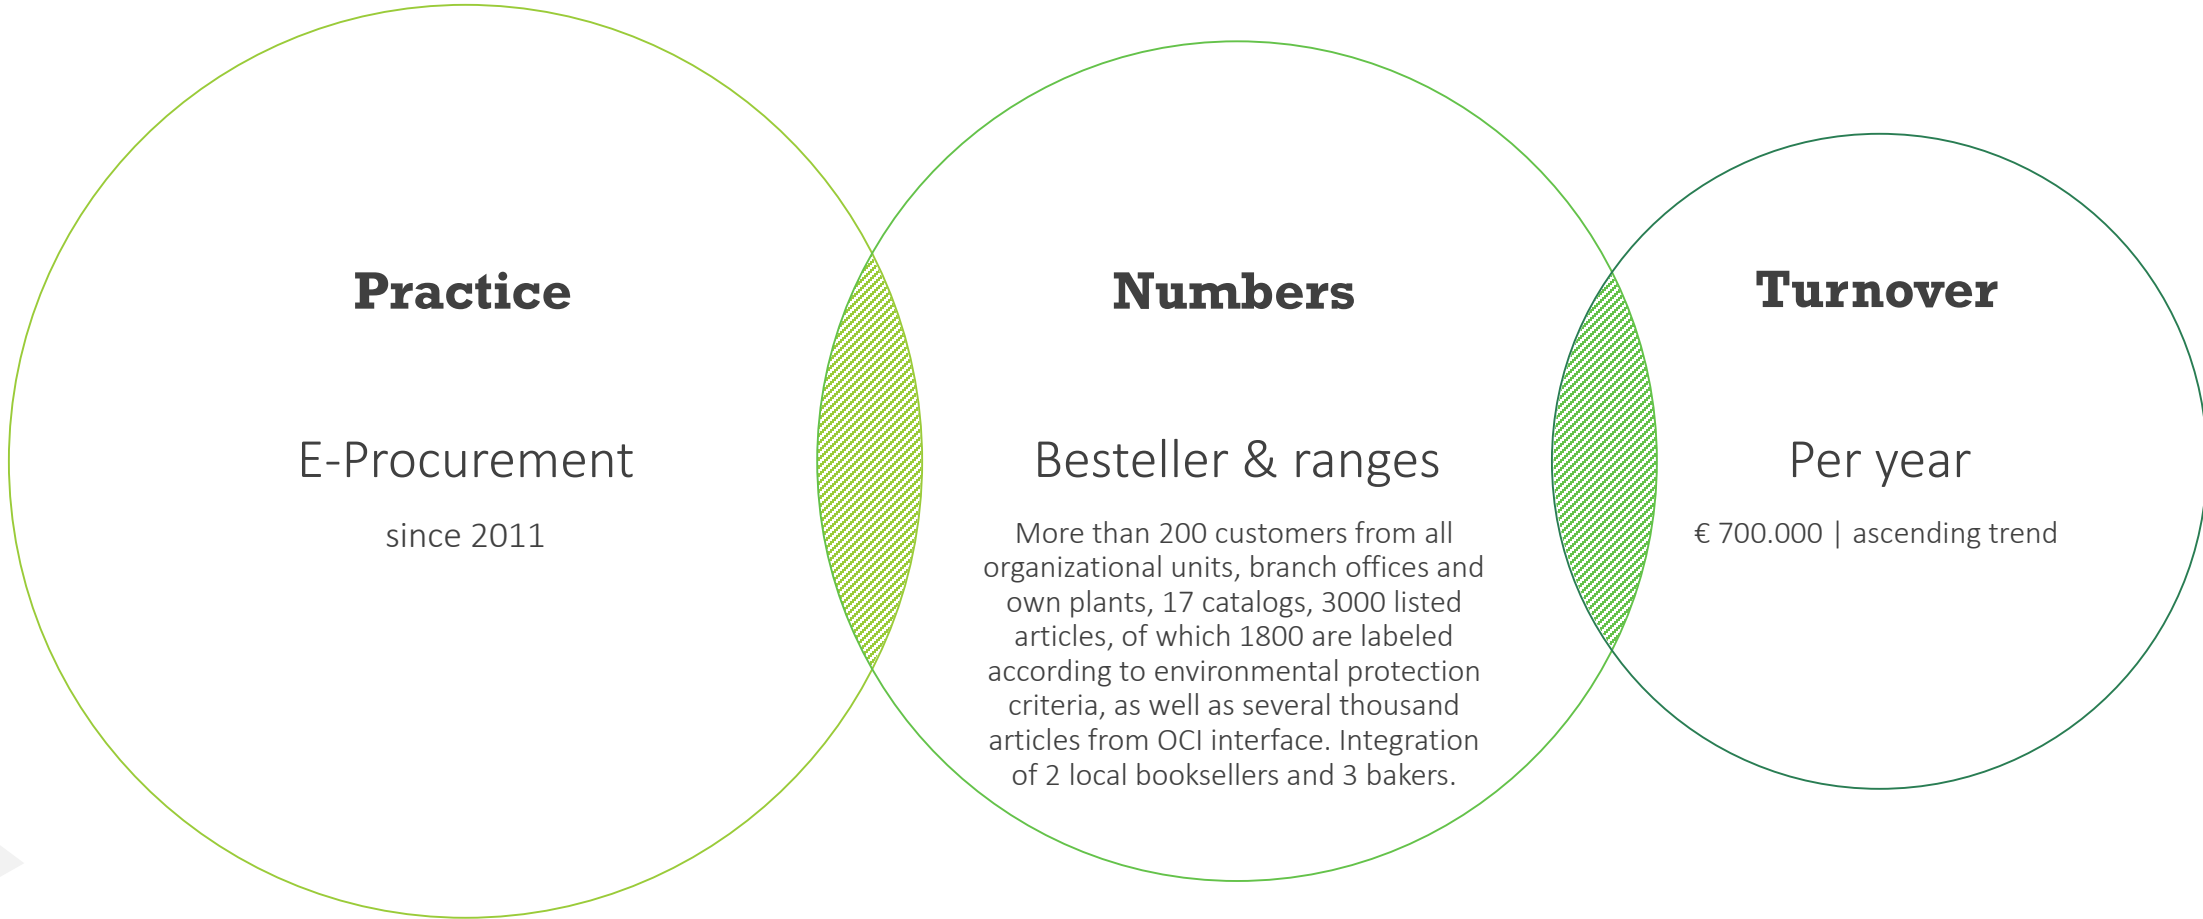 Practice
E-Procurement
since 2011
Numbers
Besteller & ranges
More than 200 customers from all
organizational units, branch offices and
own plants, 17 catalogs, 3000 listed
articles, of which 1800 are labeled
according to environmental protection
criteria, as well as several thousand
articles from OCI interface. Integration
of 2 local booksellers and 3 bakers.
Turnover
Per year
€ 700.000 | ascending trend